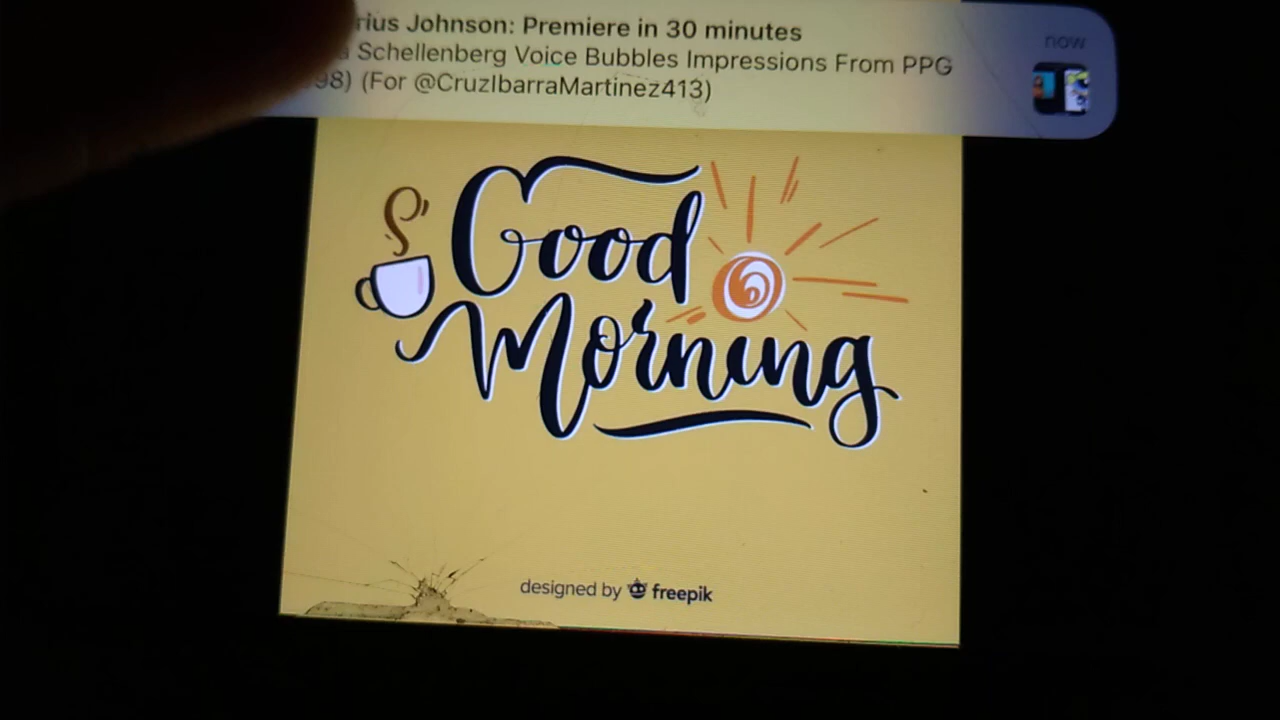 Johnson: Premiere in 30 minutes
now
Schellenberg Voice Bubbles Impressions From PPG
98) (For @CruzIbarraMartinez413)
Good
Morning
designed by freepik